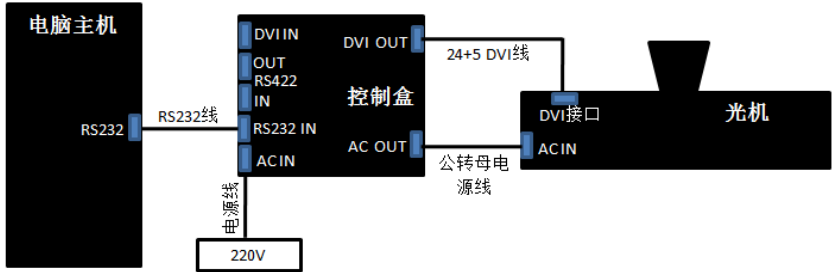 电脑主机
RS232
RS232线
DVI IN
OUT
RS422
IN
RS232 IN
AC IN
控制盒
DVI OUT
AC OUT
电源线
220V
24+5 DVI线
公转母电
源线
DVI接口
光机
AC IN